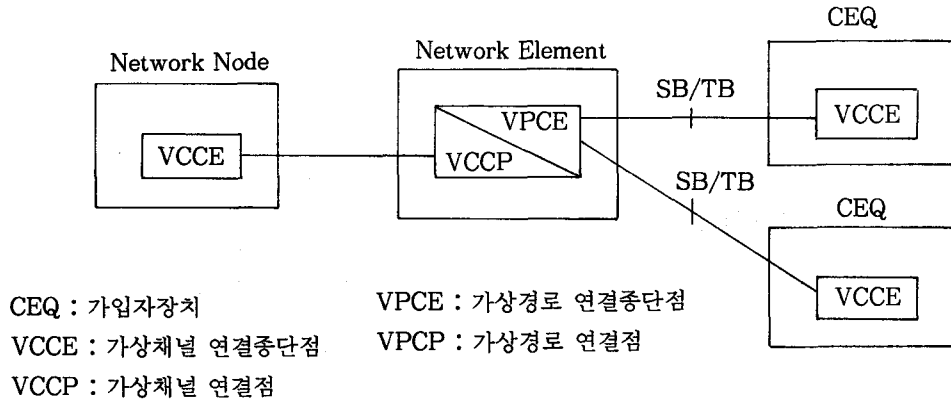 CEQ
Network Node
Network Element
SB/TB
VPCE
VCCE
VCCE
VCCP
SB/TB
CEQ
VCCE
CEQ : 가입자장치
VPCE : 가상경로 연결종단점
VCCE : 가상채널 연결종단점
VPCP : 가상경로 연결점
VCCP : 가상채널 연결점